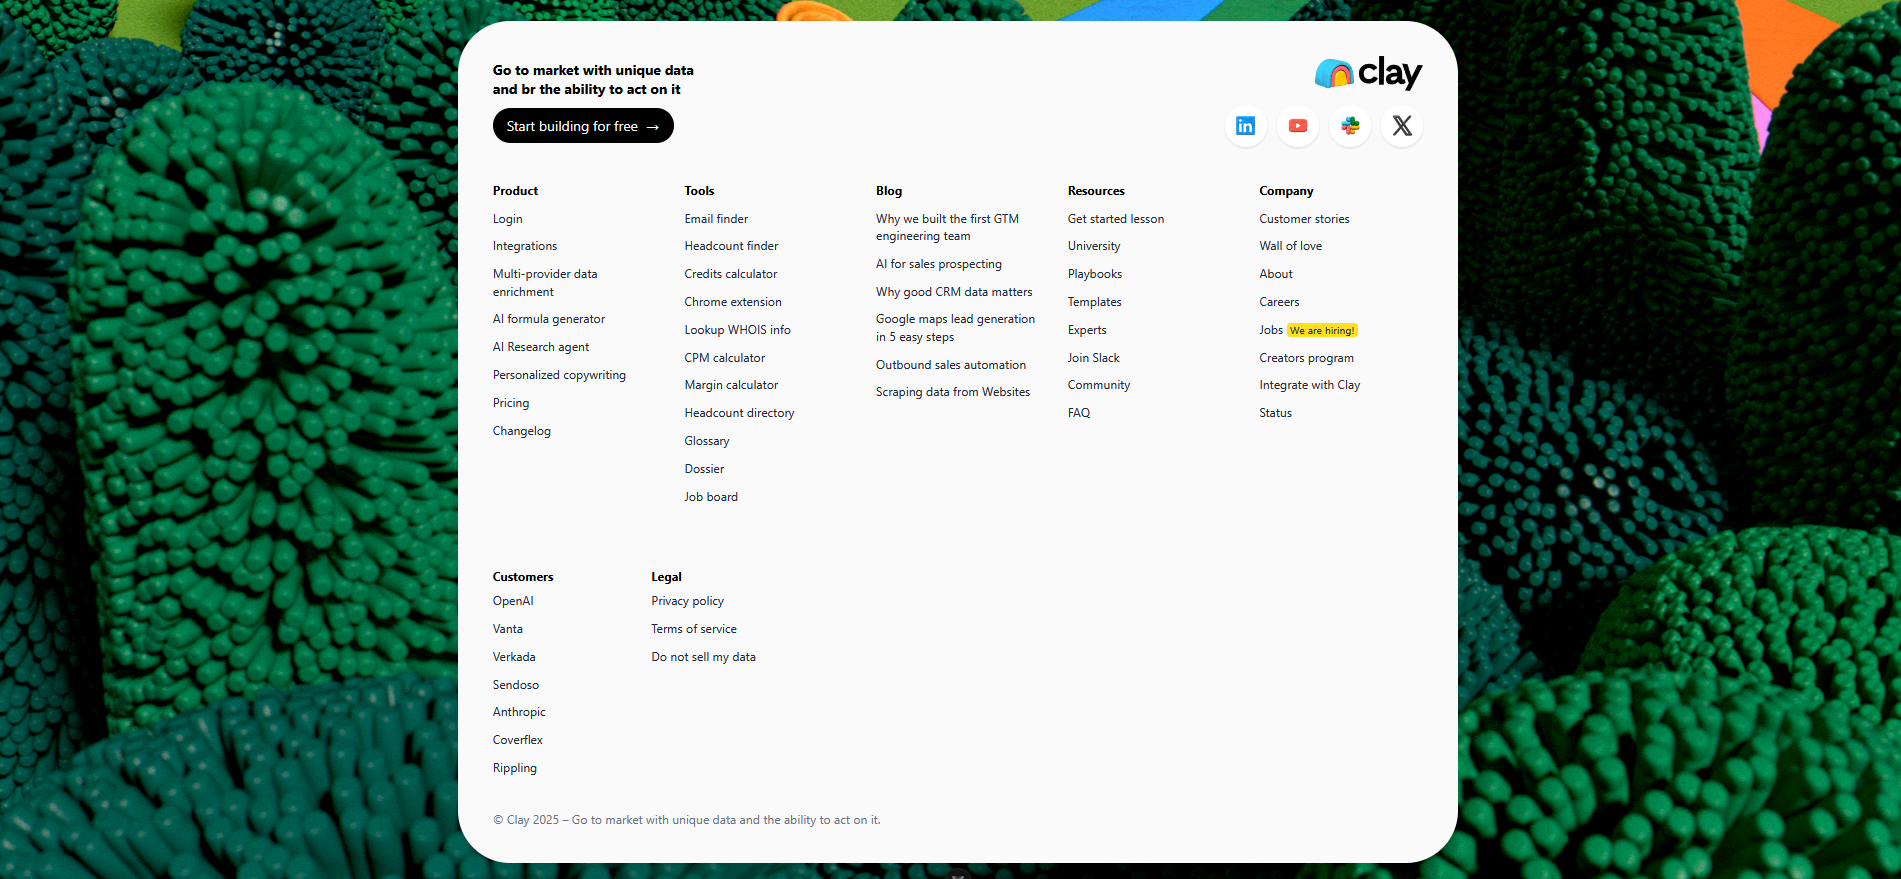 Go to market with unique data
and br the ability to act on it
Start building for free →
clay
Product
Login
Integrations
Multi-provider data
enrichment
AI formula generator
AI Research agent
Personalized copywriting
Pricing
Changelog
Tools
Email finder
Headcount finder
Credits calculator
Chrome extension
Lookup WHOIS info
CPM calculator
Margin calculator
Headcount directory
Glossary
Dossier
Job board
Blog
Why we built the first GTM
engineering team
AI for sales prospecting
Why good CRM data matters
Google maps lead generation
in 5 easy steps
Outbound sales automation
Scraping data from Websites
Resources
Get started lesson
University
Playbooks
Templates
Experts
Join Slack
Community
FAQ
Company
Customer stories
Wall of love
About
Careers
Jobs We are hiring!
Creators program
Integrate with Clay
Status
Customers
OpenAI
Vanta
Verkada
Sendoso
Anthropic
Coverflex
Rippling
Legal
Privacy policy
Terms of service
Do not sell my data
© Clay 2025 – Go to market with unique data and the ability to act on it.